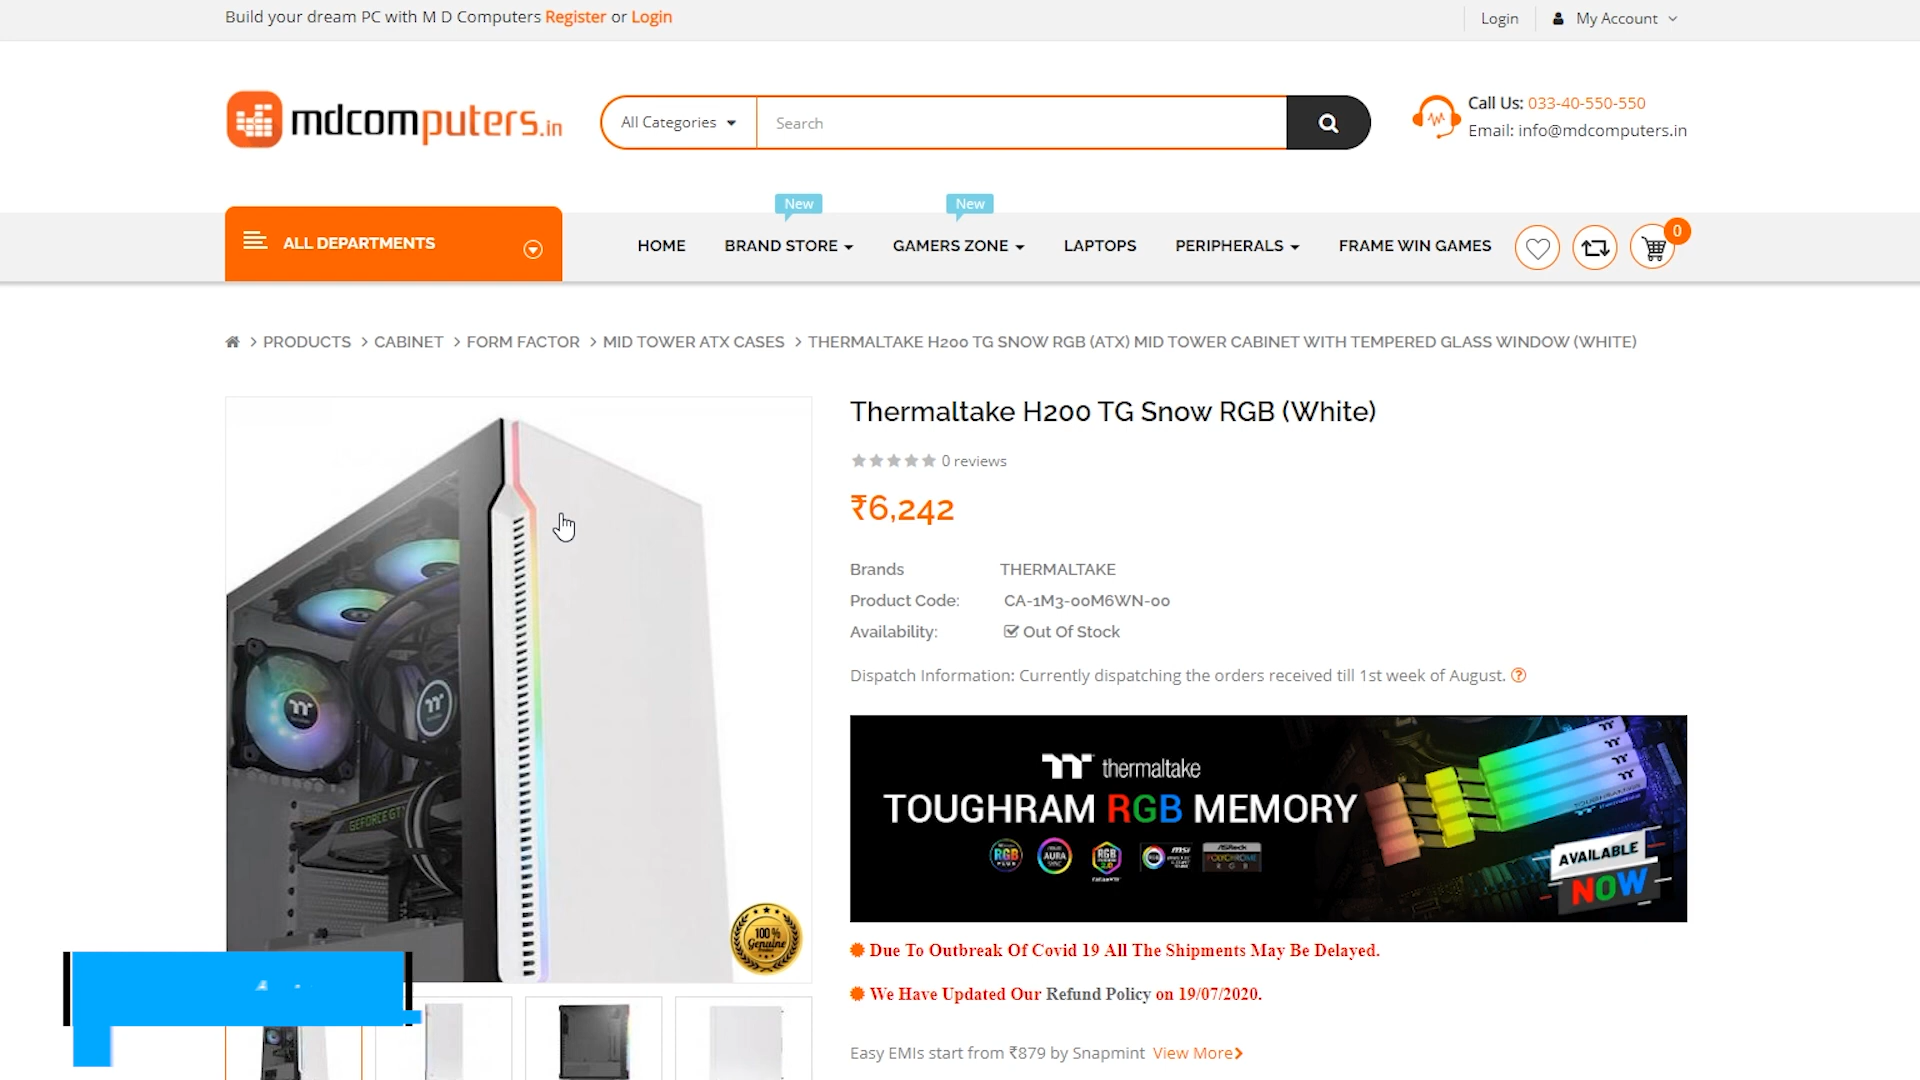 Build your dream PC with M D Computers Register or Login
Login
My Account
mdcomputers.in
All Categories
Search
Call Us: 033-40-550-550
Email: info@mdcomputers.in
New
New
ALL DEPARTMENTS
HOME
BRAND STORE
GAMERS ZONE
LAPTOPS
PERIPHERALS
FRAME WIN GAMES
0
> PRODUCTS > CABINET > FORM FACTOR > MID TOWER ATX CASES > THERMALTAKE H200 TG SNOW RGB (ATX) MID TOWER CABINET WITH TEMPERED GLASS WINDOW (WHITE)
Thermaltake H200 TG Snow RGB (White)
0 reviews
₹6,242
Brands THERMALTAKE
Product Code: CA-1M3-00M6WN-00
Availability: Out Of Stock
Dispatch Information: Currently dispatching the orders received till 1st week of August.
thermaltake
TOUGHRAM RGB MEMORY
AVAILABLE
NOW
GEFORCE GTX
100%
Genuine
Due To Outbreak Of Covid 19 All The Shipments May Be Delayed.
We Have Updated Our Refund Policy on 19/07/2020.
Easy EMIs start from ₹879 by Snapmint View More